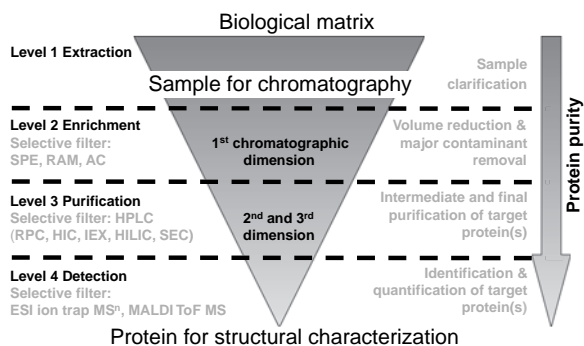 Biological matrix
Level 1 Extraction
Sample
clarification
Sample for chromatography
Level 2 Enrichment
Selective filter:
SPE, RAM, AC
1st chromatographic
dimension
Volume reduction &
major contaminant
removal
Level 3 Purification
Selective filter: HPLC
(RPC, HIC, IEX, HILIC, SEC)
2nd and 3rd
dimension
Intermediate and final
purification of target
protein(s)
Level 4 Detection
Selective filter:
ESI ion trap MSⁿ, MALDI ToF MS
Identification &
quantification of target
protein(s)
Protein for structural characterization
Protein purity